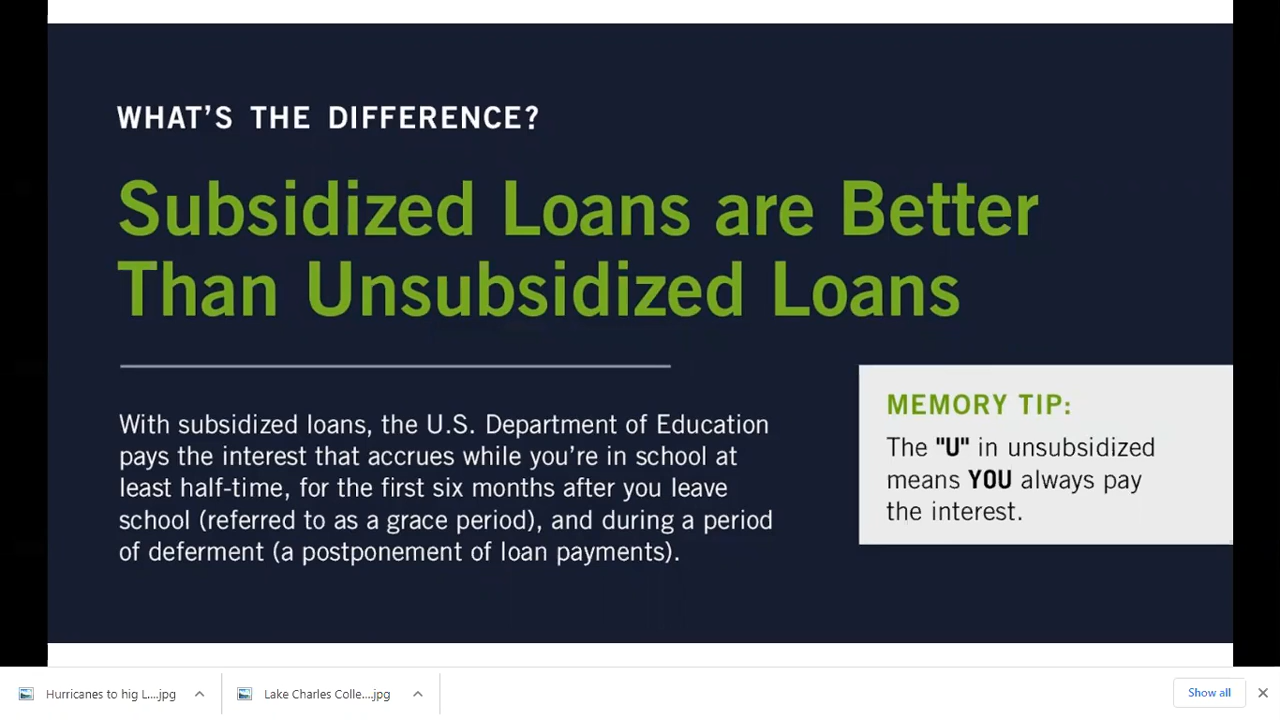 WHAT'S THE DIFFERENCE?
Subsidized Loans are Better
Than Unsubsidized Loans
With subsidized loans, the U.S. Department of Education
pays the interest that accrues while you're in school at
least half-time, for the first six months after you leave
school (referred to as a grace period), and during a period
of deferment (a postponement of loan payments).
MEMORY TIP:
The "U" in unsubsidized
means YOU always pay
the interest.
Hurricanes to hig L....jpg
Lake Charles Colle....jpg
Show all